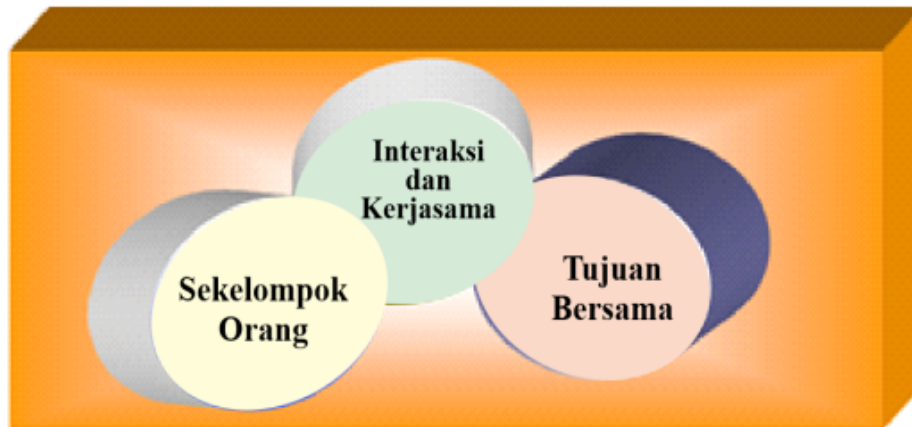 Sekelompok
Orang
Interaksi
dan
Kerjasama
Tujuan
Bersama